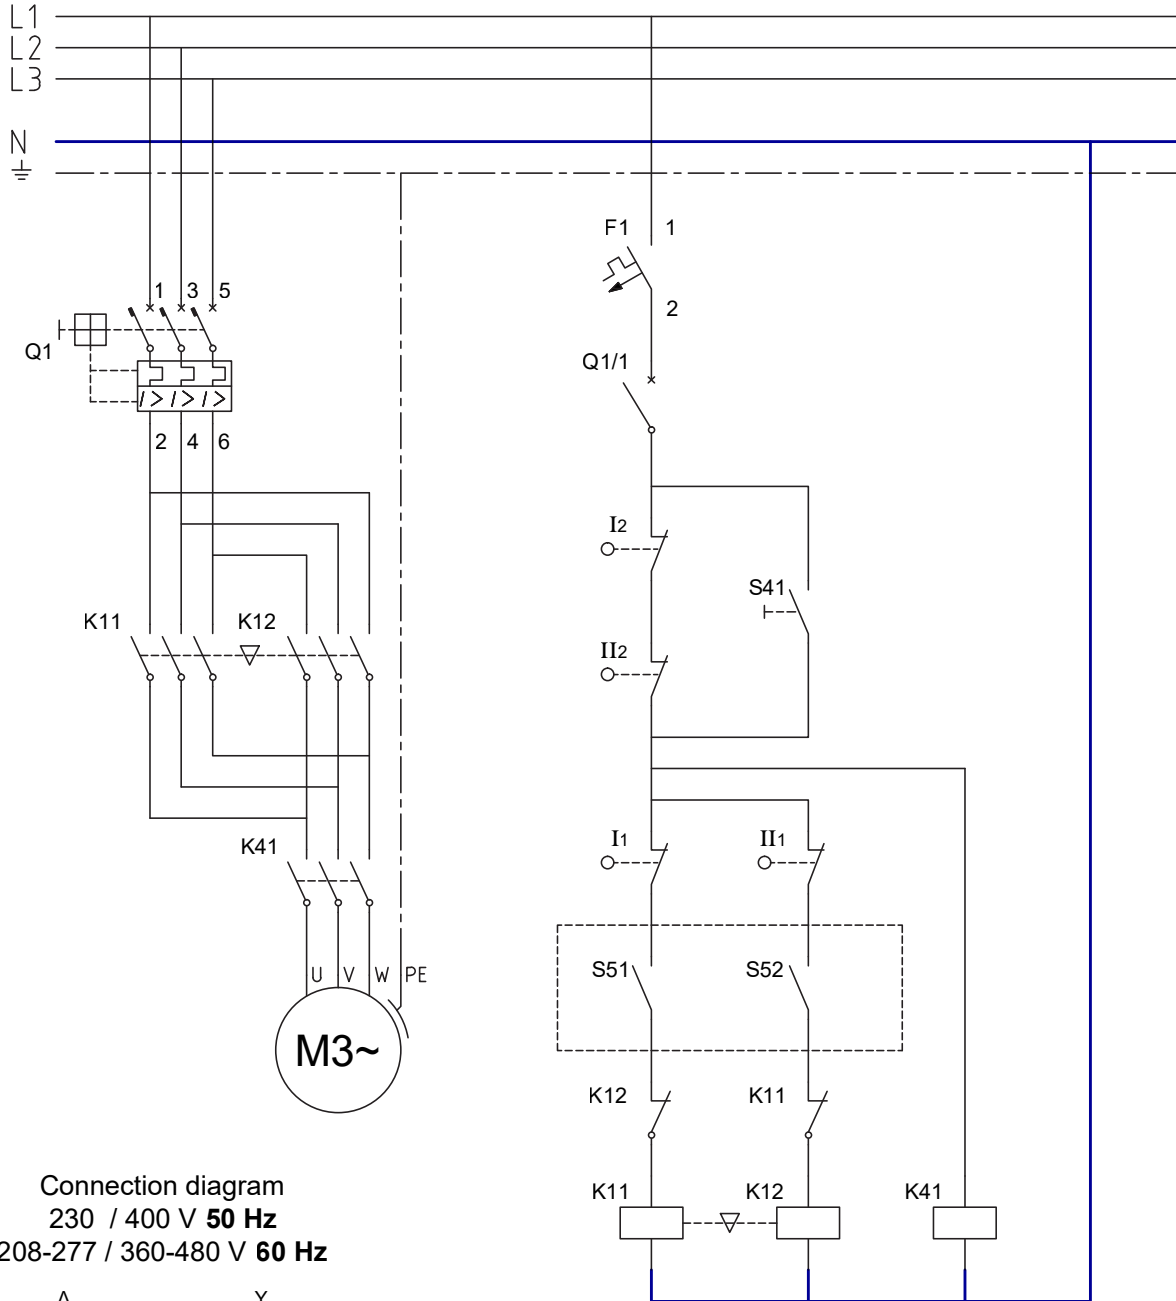 L1
L2
L3
N
F1 1
1 3 5
2
Q1
Q1/1
2 4 6
I2
S41
K11 K12
II2
K41
I1 II1
U V W PE
S51 S52
M3~
K12 K11
Connection diagram
K11 K12 K41
230 / 400 V 50 Hz
208-277 / 360-480 V 60 Hz